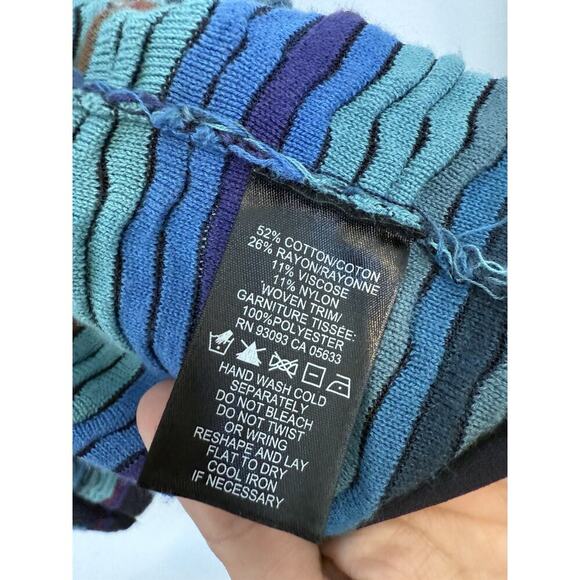 52% COTTON/COTON
26% RAYON/RAYONNE
11% VISCOSE
11% NYLON
WOVEN TRIM/
GARNITURE TISSÉE:
100%POLYESTER
RN 93093 CA 05633
HAND WASH COLD
SEPARATELY
DO NOT BLEACH
DO NOT TWIST
OR WRING
RESHAPE AND LAY
FLAT TO DRY
COOL IRON
IF NECESSARY